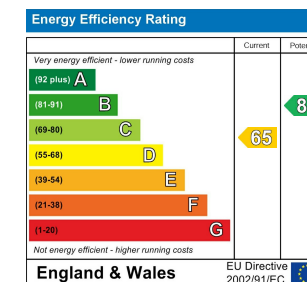 Energy Efficiency Rating
Current
Very energy efficient - lower running costs
(92 plus) A
(81-91) B
(69-80) C
(55-68) D
(39-54) E
(21-38) F
(1-20) G
65
8
Not energy efficient - higher running costs
England & Wales
EU Directive
2002/91/EC